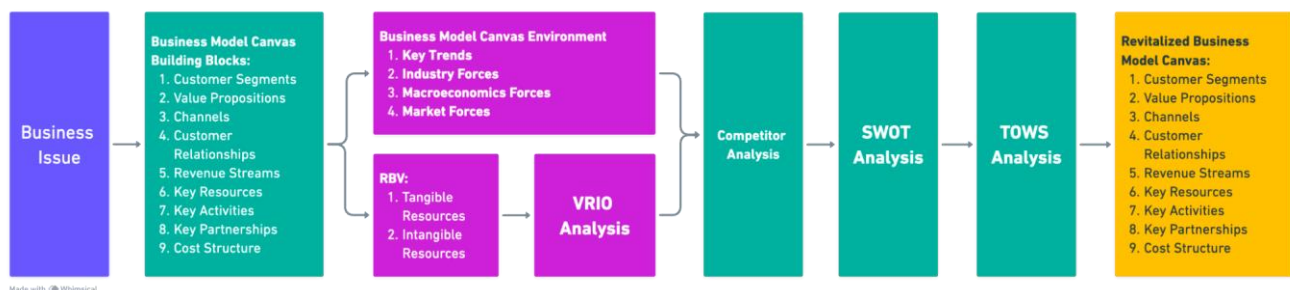 Business
Issue
Business Model Canvas
Building Blocks:
1. Customer Segments
2. Value Propositions
3. Channels
4. Customer
Relationships
5. Revenue Streams
6. Key Resources
7. Key Activities
8. Key Partnerships
9. Cost Structure
Business Model Canvas Environment
1. Key Trends
2. Industry Forces
3. Macroeconomics Forces
4. Market Forces
RBV:
1. Tangible
Resources
2. Intangible
Resources
VRIO
Analysis
Competitor
Analysis
SWOT
Analysis
TOWS
Analysis
Revitalized Business
Model Canvas:
1. Customer Segments
2. Value Propositions
3. Channels
4. Customer
Relationships
5. Revenue Streams
6. Key Resources
7. Key Activities
8. Key Partnerships
9. Cost Structure
Made with Whimsical